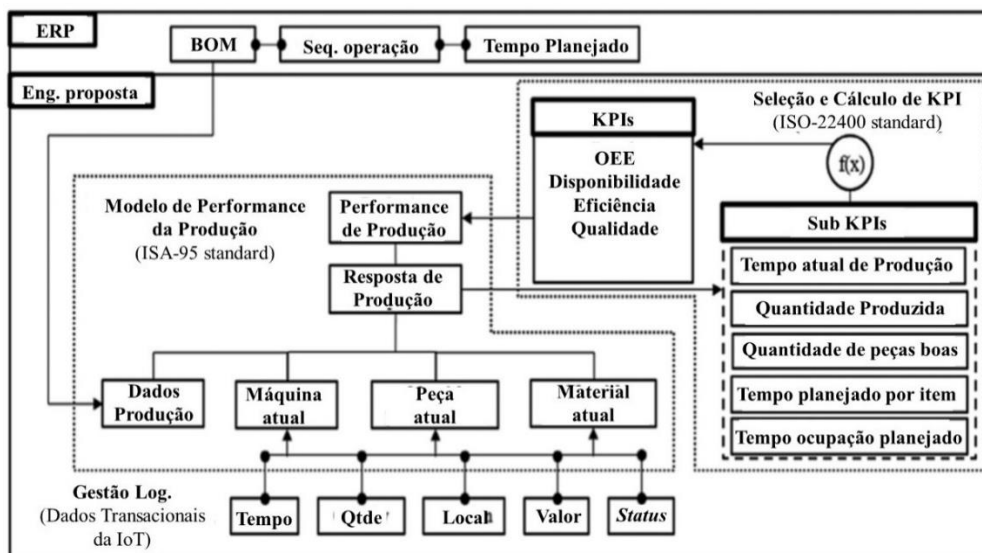 ERP
BOM
Seq. operação
Tempo Planejado
Eng. proposta
Seleção e Cálculo de KPI
(ISO-22400 standard)
KPIs
OEE
Disponibilidade
Eficiência
Qualidade
f(x)
Sub KPIs
Tempo atual de Produção
Quantidade Produzida
Quantidade de peças boas
Tempo planejado por item
Tempo ocupação planejado
Modelo de Performance
da Produção
(ISA-95 standard)
Performance
de Produção
Resposta de
Produção
Dados
Produção
Máquina
atual
Peça
atual
Material
atual
Gestão Log.
(Dados Transacionais
da IoT)
Tempo
Qtde
Local
Valor
Status